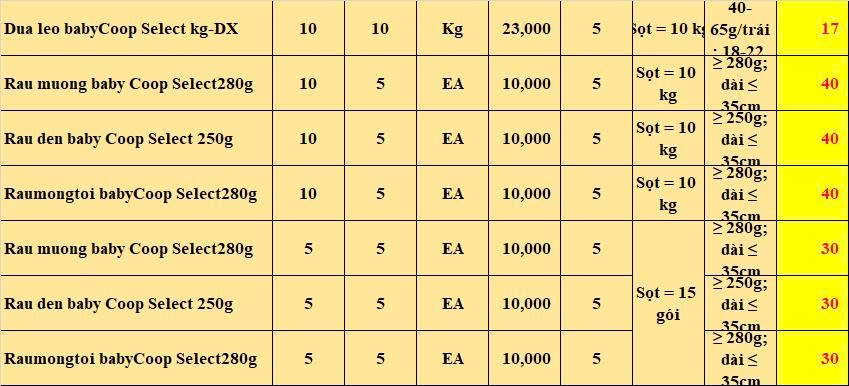 Dua leo babyCoop Select kg-DX 10 10 Kg 23,000 5 Sọt = 10 kg 40-65g/trái : 18-22 17
Rau muong baby Coop Select280g 10 5 EA 10,000 5 Sọt = 10 kg ≥ 280g; dài ≤ 35cm 40
Rau den baby Coop Select 250g 10 5 EA 10,000 5 Sọt = 10 kg ≥ 250g; dài ≤ 35cm 40
Raumongtoi babyCoop Select280g 10 5 EA 10,000 5 Sọt = 10 kg ≥ 280g; dài ≤ 35cm 40
Rau muong baby Coop Select280g 5 5 EA 10,000 5 Sọt = 15 gói ≥ 280g; dài ≤ 35cm 30
Rau den baby Coop Select 250g 5 5 EA 10,000 5 ≥ 250g; dài ≤ 35cm 30
Raumongtoi babyCoop Select280g 5 5 EA 10,000 5 ≥ 280g; dài ≤ 35cm 30